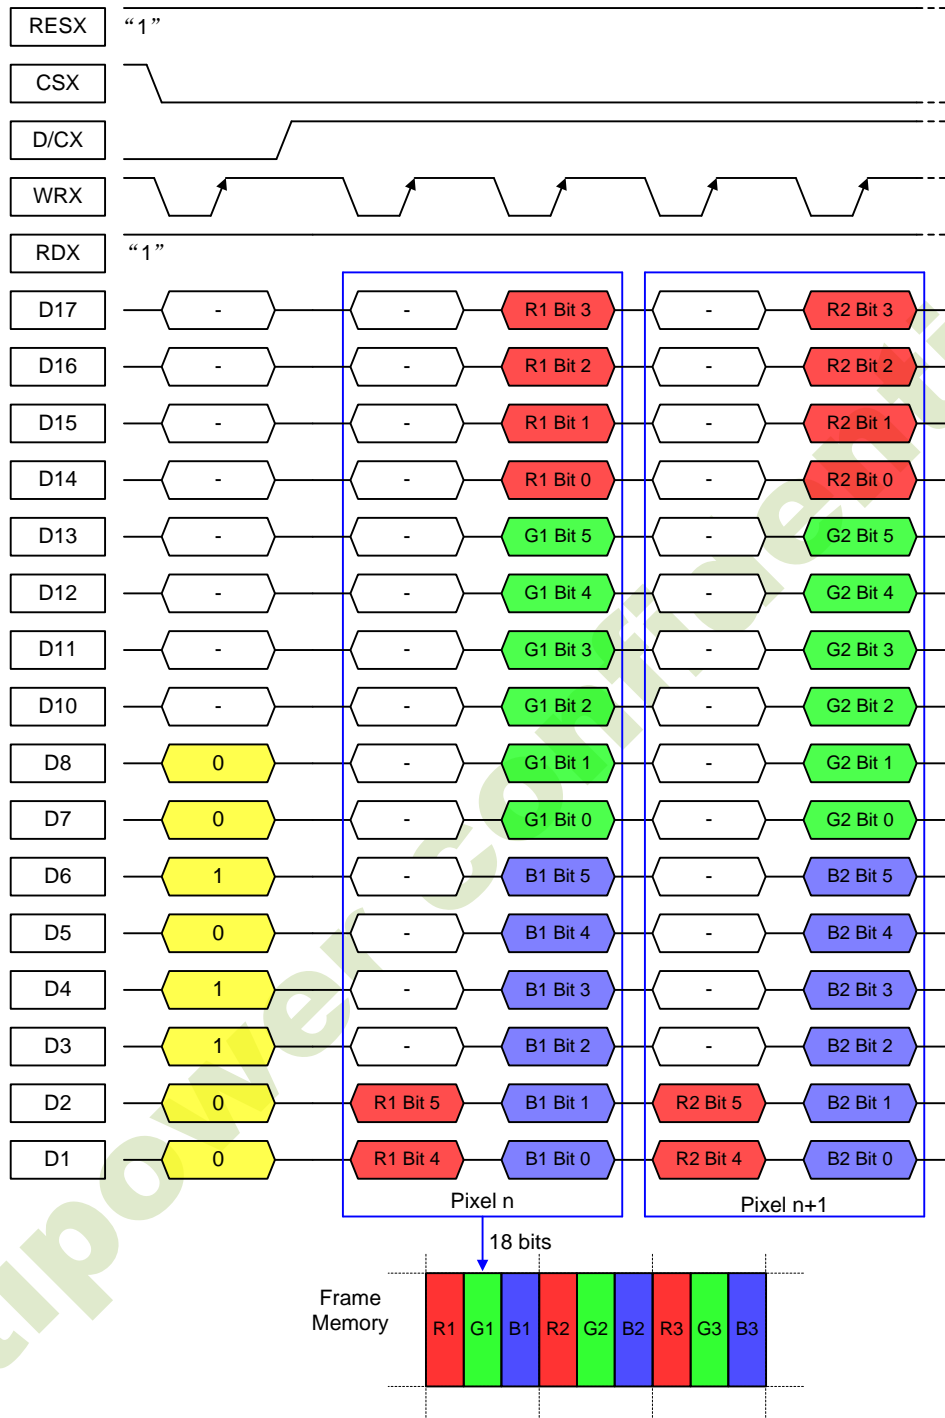 RESX “1”
CSX
D/CX
WRX
RDX “1”
D17 - - R1 Bit 3 - R2 Bit 3
D16 - - R1 Bit 2 - R2 Bit 2
D15 - - R1 Bit 1 - R2 Bit 1
D14 - - R1 Bit 0 - R2 Bit 0
D13 - - G1 Bit 5 - G2 Bit 5
D12 - - G1 Bit 4 - G2 Bit 4
D11 - - G1 Bit 3 - G2 Bit 3
D10 - - G1 Bit 2 - G2 Bit 2
D8 0 - G1 Bit 1 - G2 Bit 1
D7 0 - G1 Bit 0 - G2 Bit 0
D6 1 - B1 Bit 5 - B2 Bit 5
D5 0 - B1 Bit 4 - B2 Bit 4
D4 1 - B1 Bit 3 - B2 Bit 3
D3 1 - B1 Bit 2 - B2 Bit 2
D2 0 R1 Bit 5 B1 Bit 1 R2 Bit 5 B2 Bit 1
D1 0 R1 Bit 4 B1 Bit 0 R2 Bit 4 B2 Bit 0
Pixel n Pixel n+1
18 bits
Frame
Memory
R1 G1 B1 R2 G2 B2 R3 G3 B3